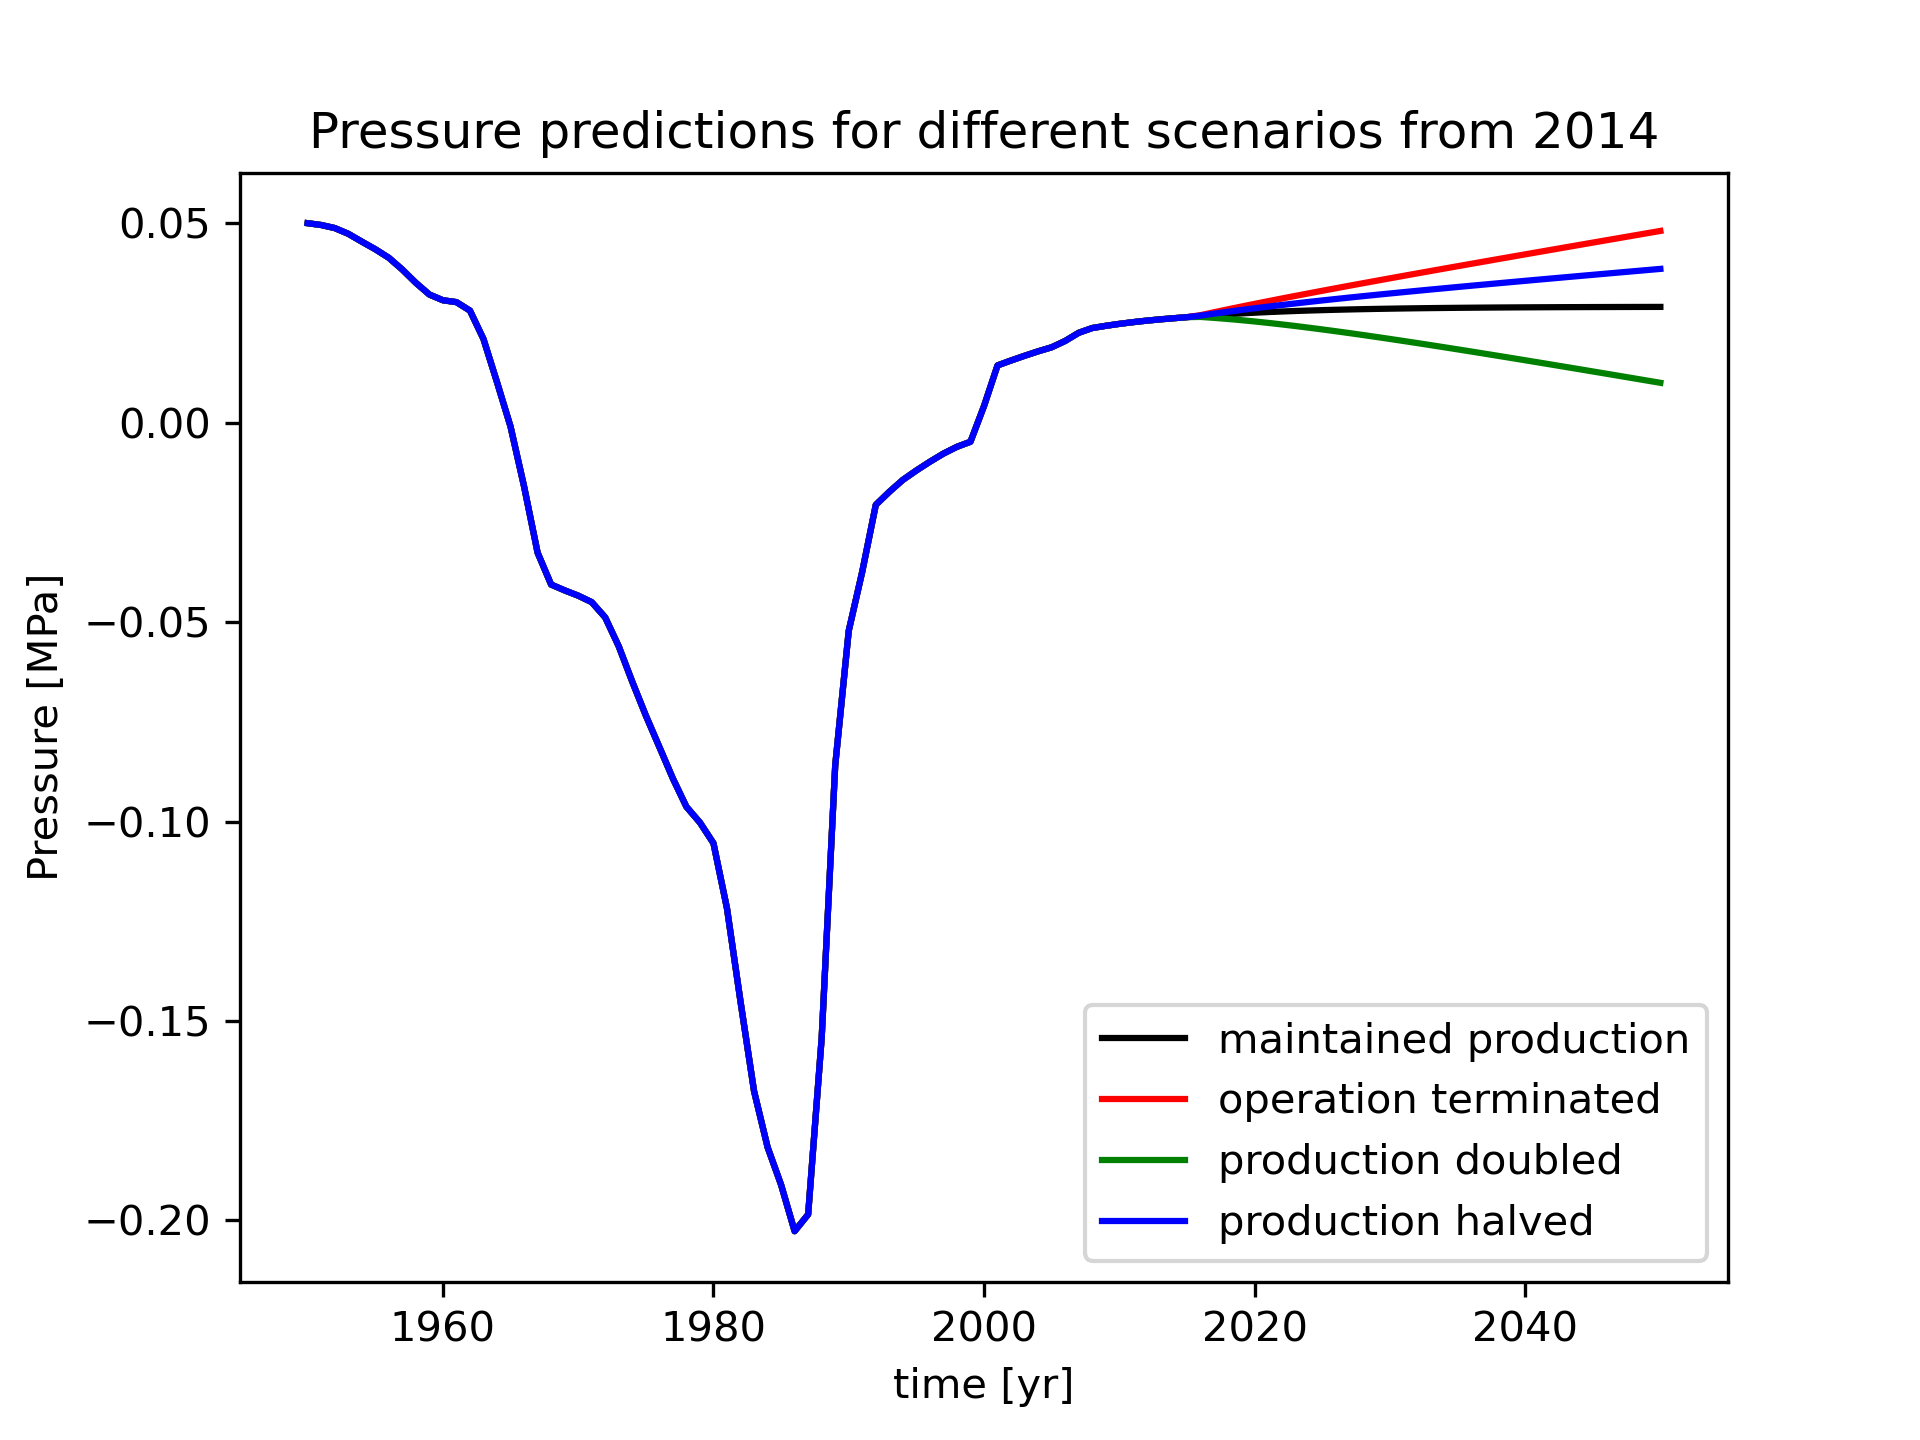 Pressure predictions for different scenarios from 2014
0.05
0.00
−0.05
−0.10
−0.15
−0.20
Pressure [MPa]
maintained production
operation terminated
production doubled
production halved
1960 1980 2000 2020 2040
time [yr]